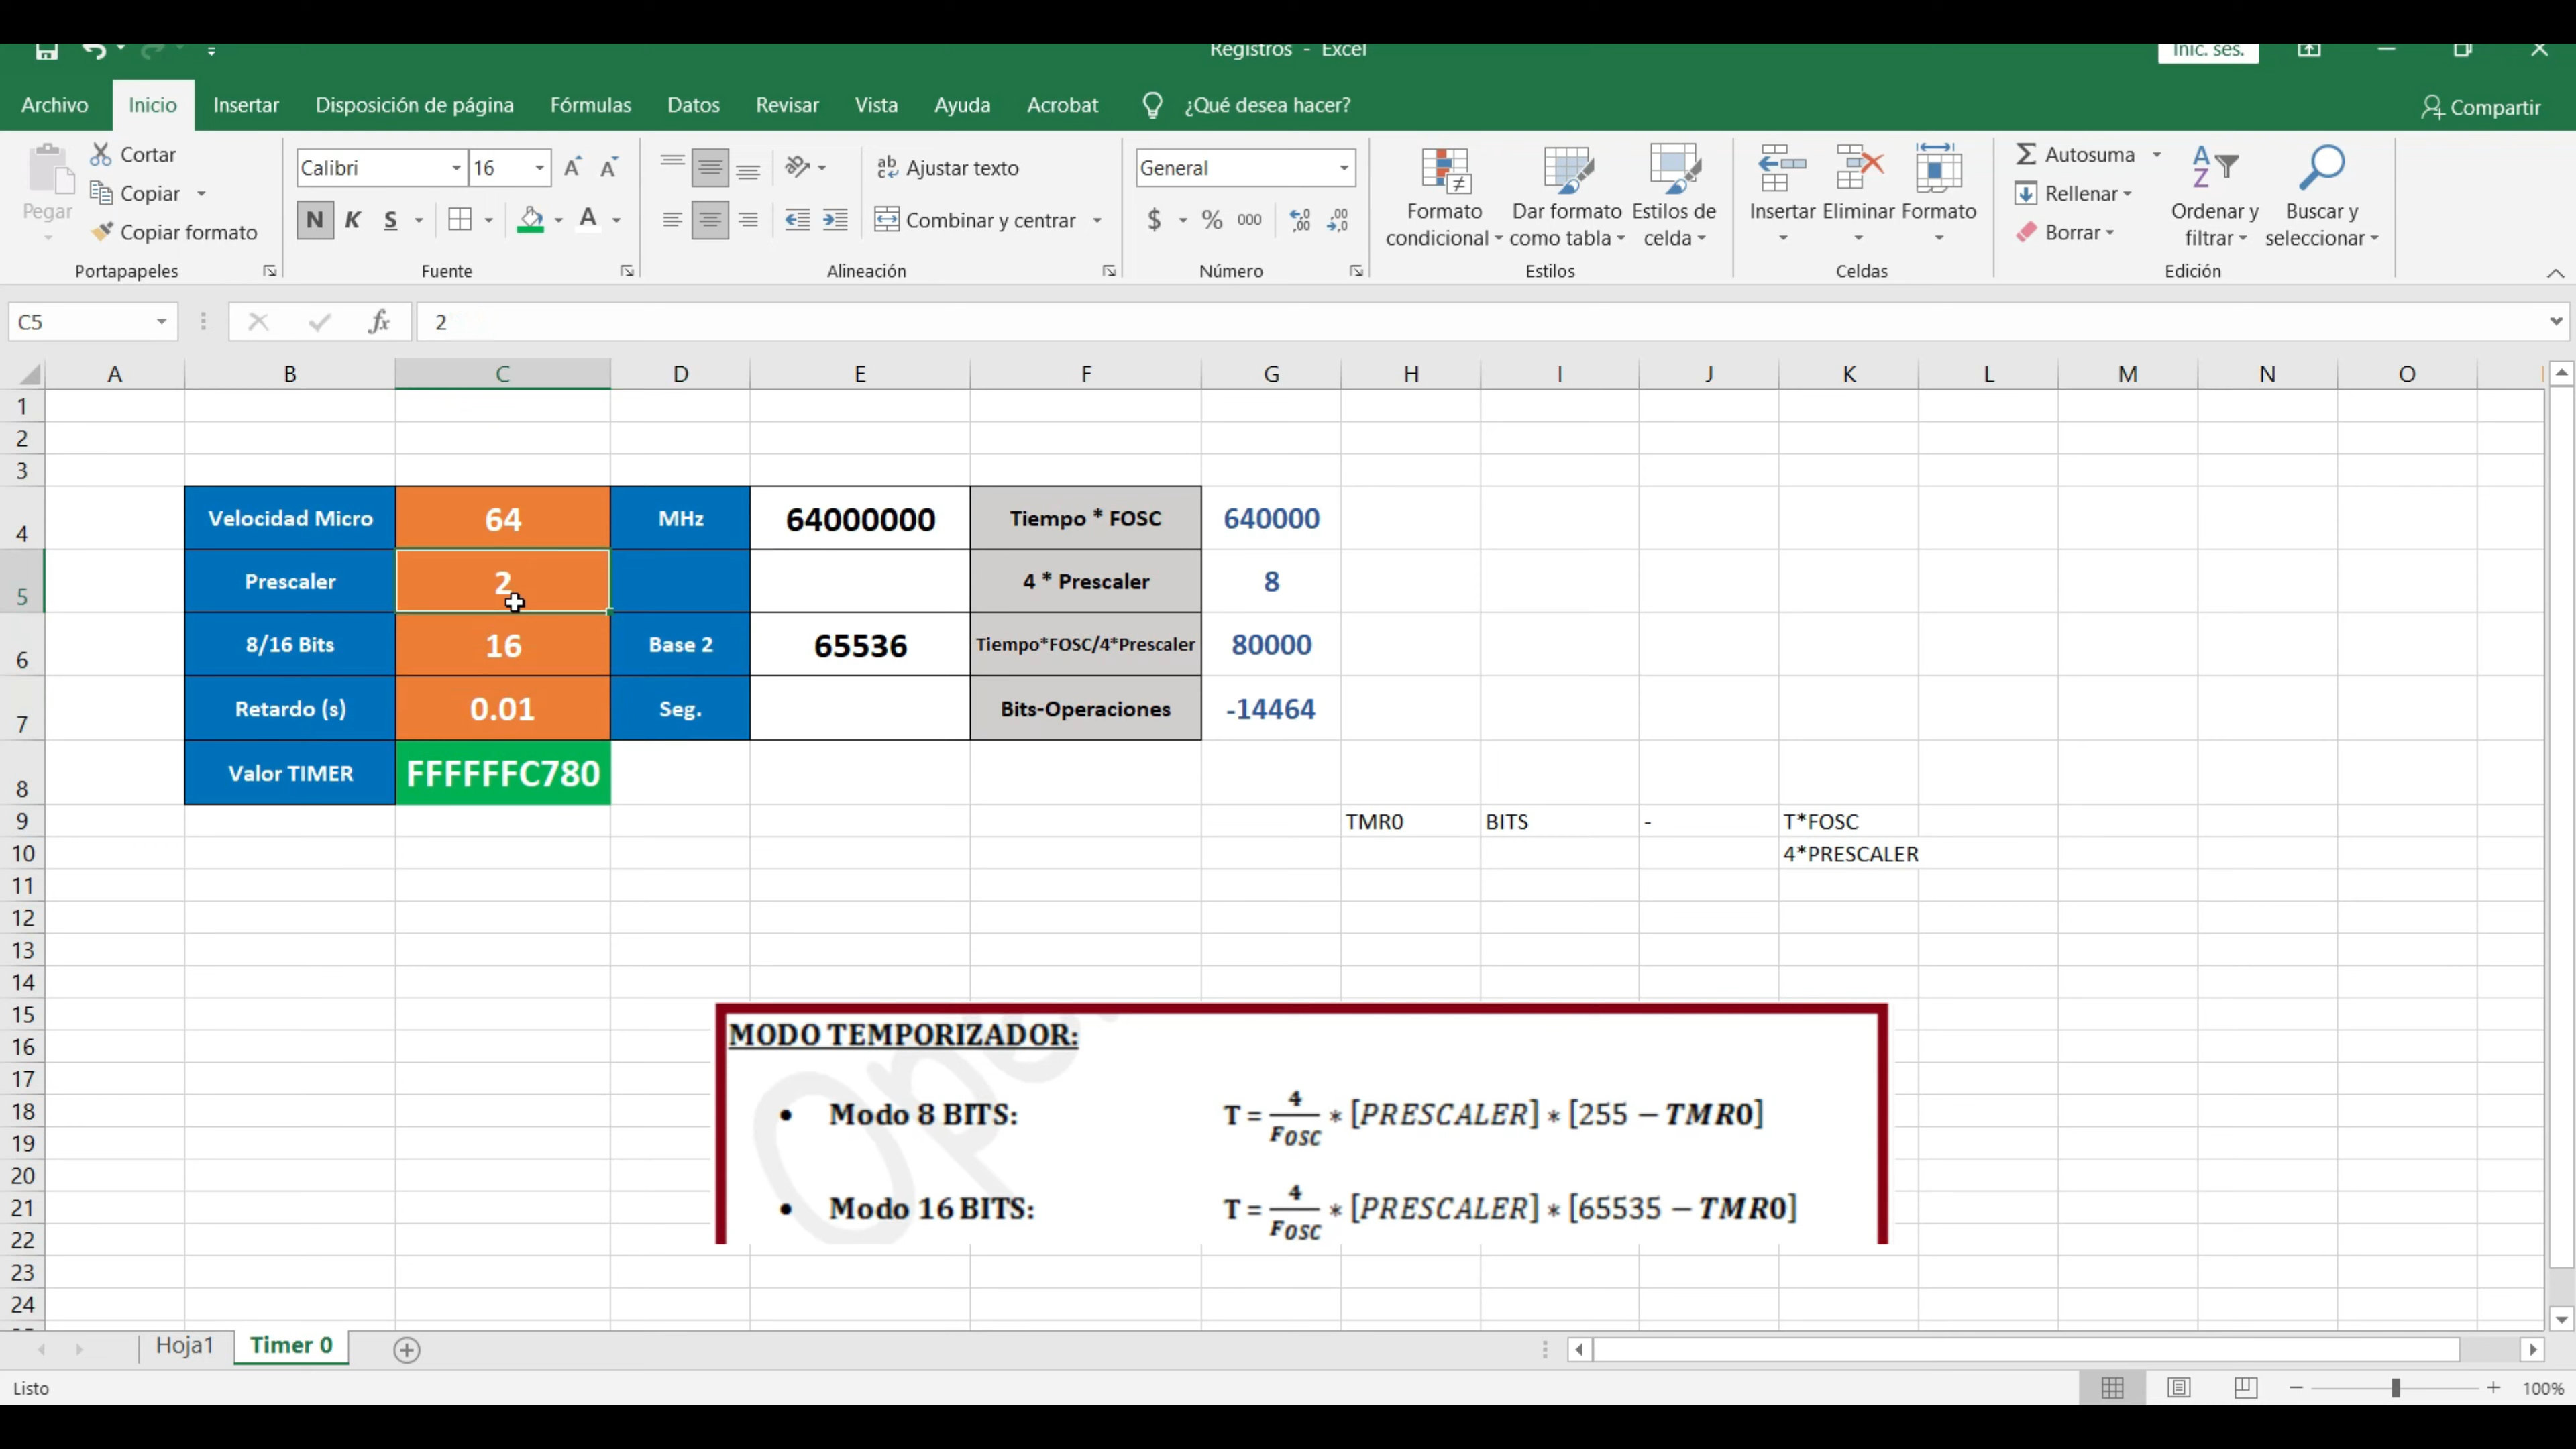 Registros - Excel
Inic. ses.
Archivo Inicio Insertar Disposición de página Fórmulas Datos Revisar Vista Ayuda Acrobat ¿Qué desea hacer? Compartir
Pegar Cortar
Copiar
Copiar formato
Portapapeles
Calibri 16 A A
N K S A
Fuente
ab Ajustar texto
Combinar y centrar
Alineación
General
$ % 000 ,00 ,00
Número
Formato condicional
Dar formato como tabla
Estilos de celda
Estilos
Insertar Eliminar Formato
Celdas
Autosuma
Rellenar
Borrar
Ordenar y filtrar
Buscar y seleccionar
Edición
C5 fx 2
A B C D E F G H I J K L M N O
1
2
3
4 Velocidad Micro 64 MHz 64000000 Tiempo * FOSC 640000
5 Prescaler 2 4 * Prescaler 8
6 8/16 Bits 16 Base 2 65536 Tiempo*FOSC/4*Prescaler 80000
7 Retardo (s) 0.01 Seg. Bits-Operaciones -14464
8 Valor TIMER FFFFFFC780
9 TMR0 BITS - T*FOSC
10 4*PRESCALER
11
12
13
14
15
16
17
18
19
20
21
22
23
24
MODO TEMPORIZADOR:
• Modo 8 BITS: T = 4/F_OSC * [PRESCALER] * [255 − TMR0]
• Modo 16 BITS: T = 4/F_OSC * [PRESCALER] * [65535 − TMR0]
Hoja1 Timer 0
Listo 100%